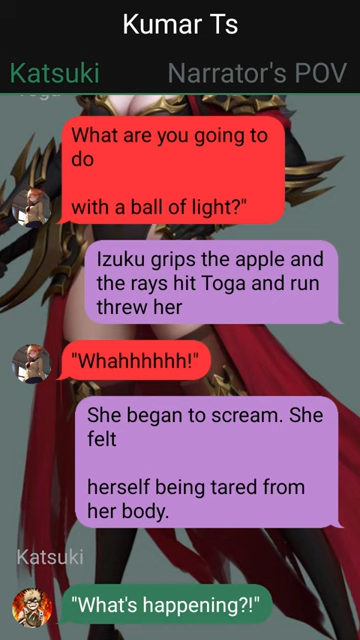 Kumar Ts
Katsuki
Narrator's POV
Toga
What are you going to
do
with a ball of light?"
Izuku grips the apple and
the rays hit Toga and run
threw her
"Whahhhhhh!"
She began to scream. She
felt
herself being tared from
her body.
Katsuki
"What's happening?!"